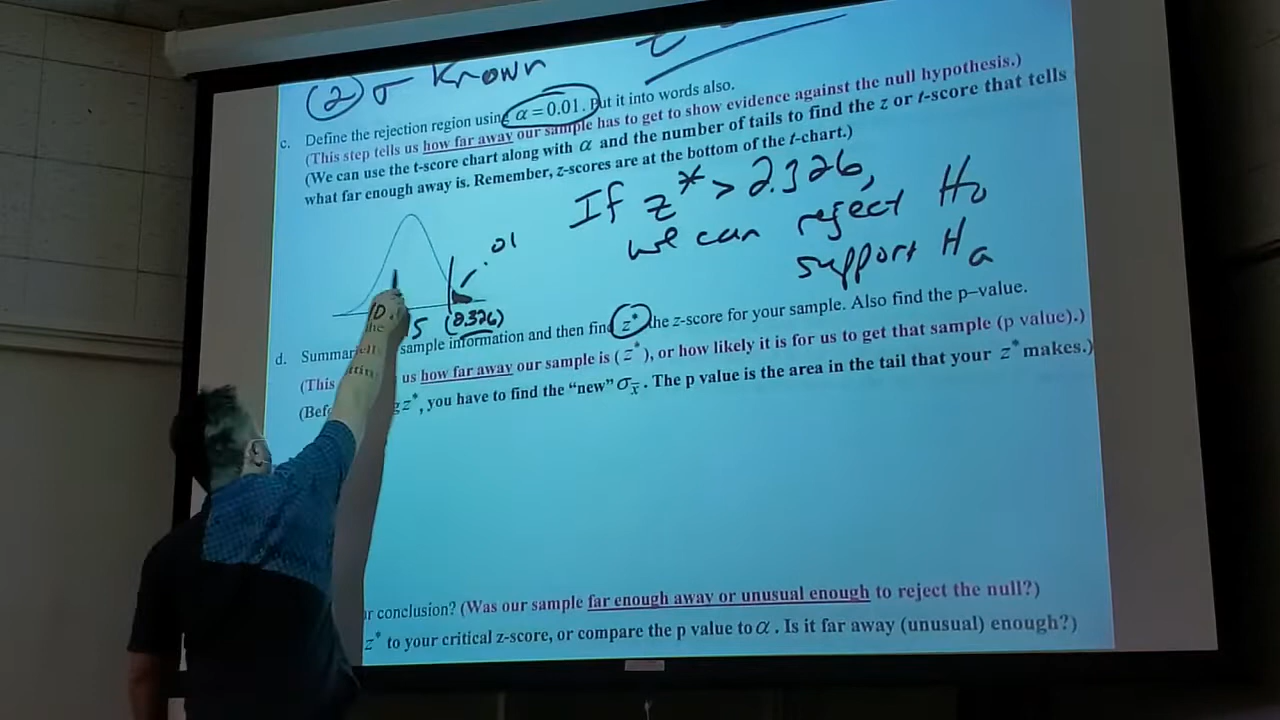 (2) σ Known
c. Define the rejection region using α = 0.01. Put it into words also.
(This step tells us how far away our sample has to get to show evidence against the null hypothesis.)
(We can use the t-score chart along with α and the number of tails to find the z or t-score that tells
what far enough away is. Remember, z-scores are at the bottom of the t-chart.)
If z* > 2.326,
we can reject H₀
support Hₐ
.01
d. sample information and then find z* the z-score for your sample. Also find the p–value.
(This us how far away our sample is (z*), or how likely it is for us to get that sample (p value).)
z*, you have to find the “new” σx̅. The p value is the area in the tail that your z* makes.)
conclusion? (Was our sample far enough away or unusual enough to reject the null?)
z* to your critical z-score, or compare the p value to α. Is it far away (unusual) enough?)